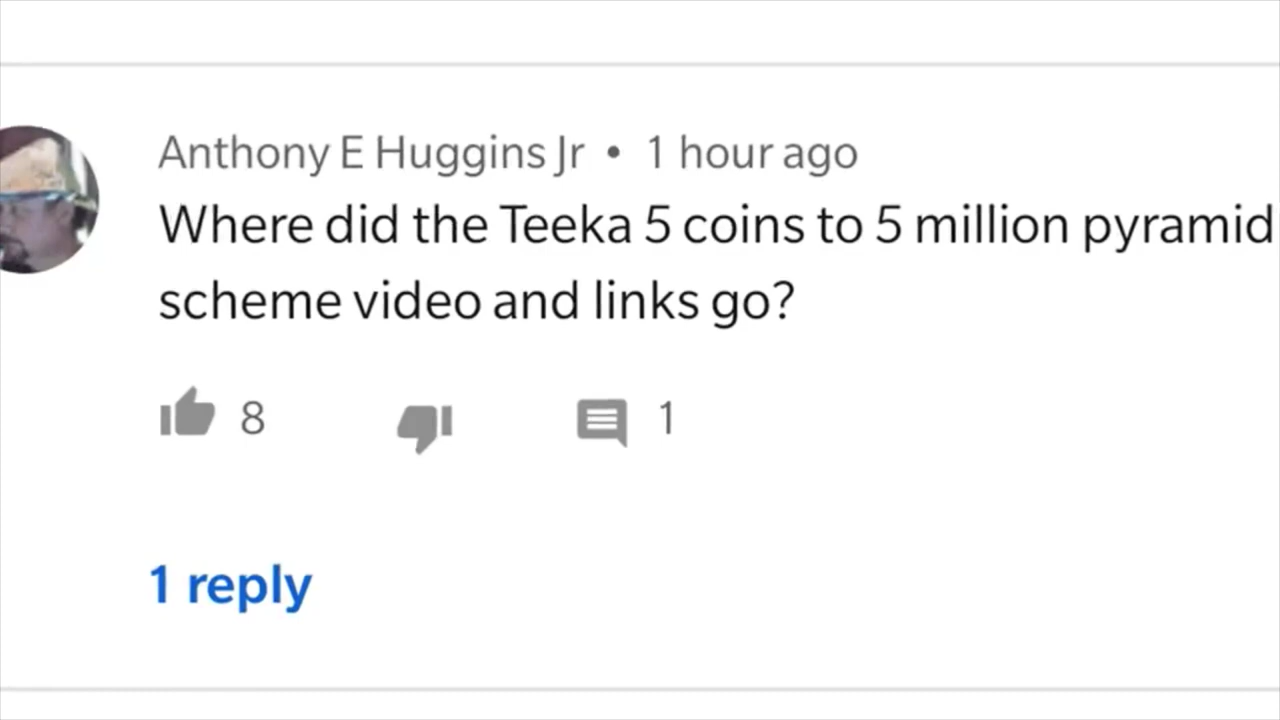 Anthony E Huggins Jr • 1 hour ago
Where did the Teeka 5 coins to 5 million pyramid
scheme video and links go?
8 1
1 reply